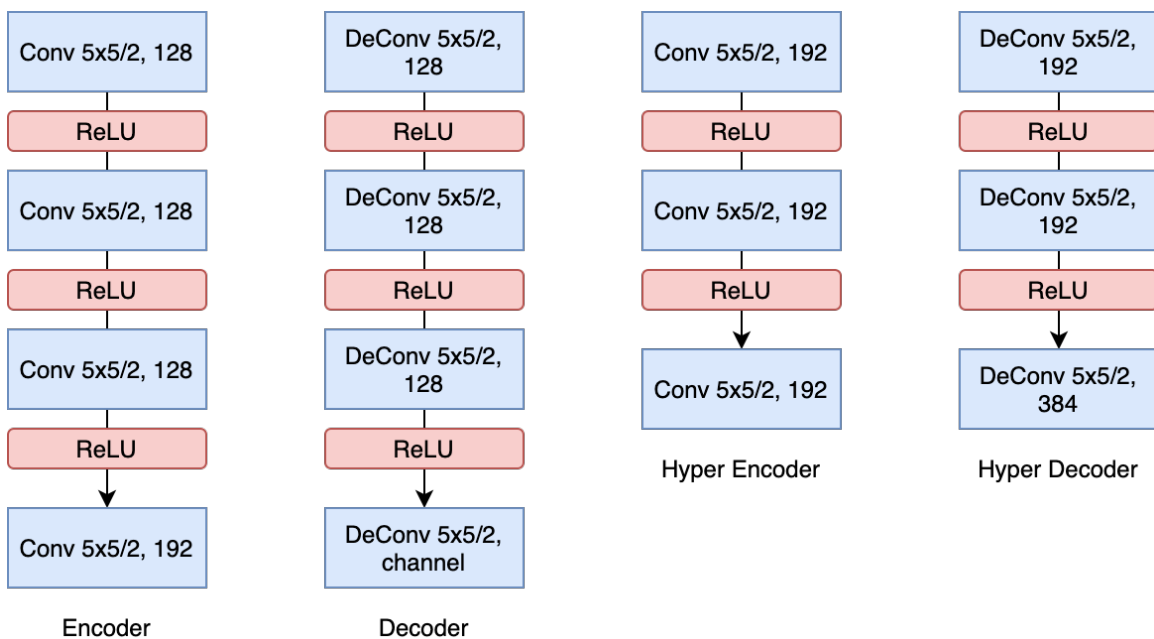 Conv 5x5/2, 128
ReLU
Conv 5x5/2, 128
ReLU
Conv 5x5/2, 128
ReLU
Conv 5x5/2, 192
Encoder
DeConv 5x5/2,
128
ReLU
DeConv 5x5/2,
128
ReLU
DeConv 5x5/2,
128
ReLU
DeConv 5x5/2,
channel
Decoder
Conv 5x5/2, 192
ReLU
Conv 5x5/2, 192
ReLU
Conv 5x5/2, 192
Hyper Encoder
DeConv 5x5/2,
192
ReLU
DeConv 5x5/2,
192
ReLU
DeConv 5x5/2,
384
Hyper Decoder